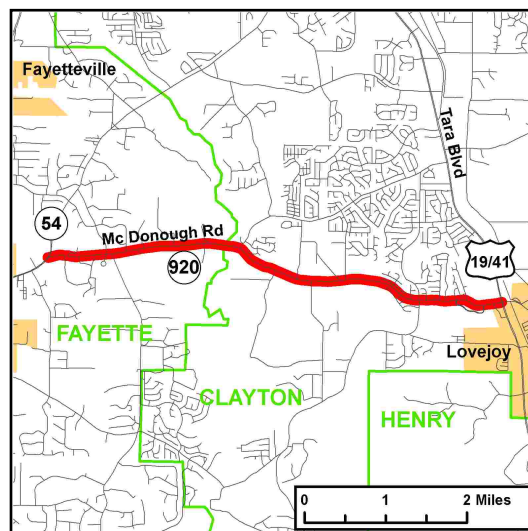 Fayetteville
Tara Blvd
54
Mc Donough Rd
920
19/41
FAYETTE
Lovejoy
CLAYTON
HENRY
0 1 2 Miles